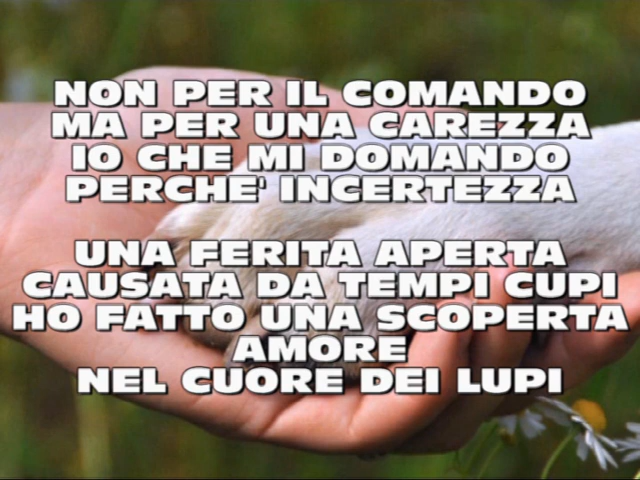 NON PER IL COMANDO
MA PER UNA CAREZZA
IO CHE MI DOMANDO
PERCHE' INCERTEZZA
UNA FERITA APERTA
CAUSATA DA TEMPI CUPI
HO FATTO UNA SCOPERTA
AMORE
NEL CUORE DEI LUPI